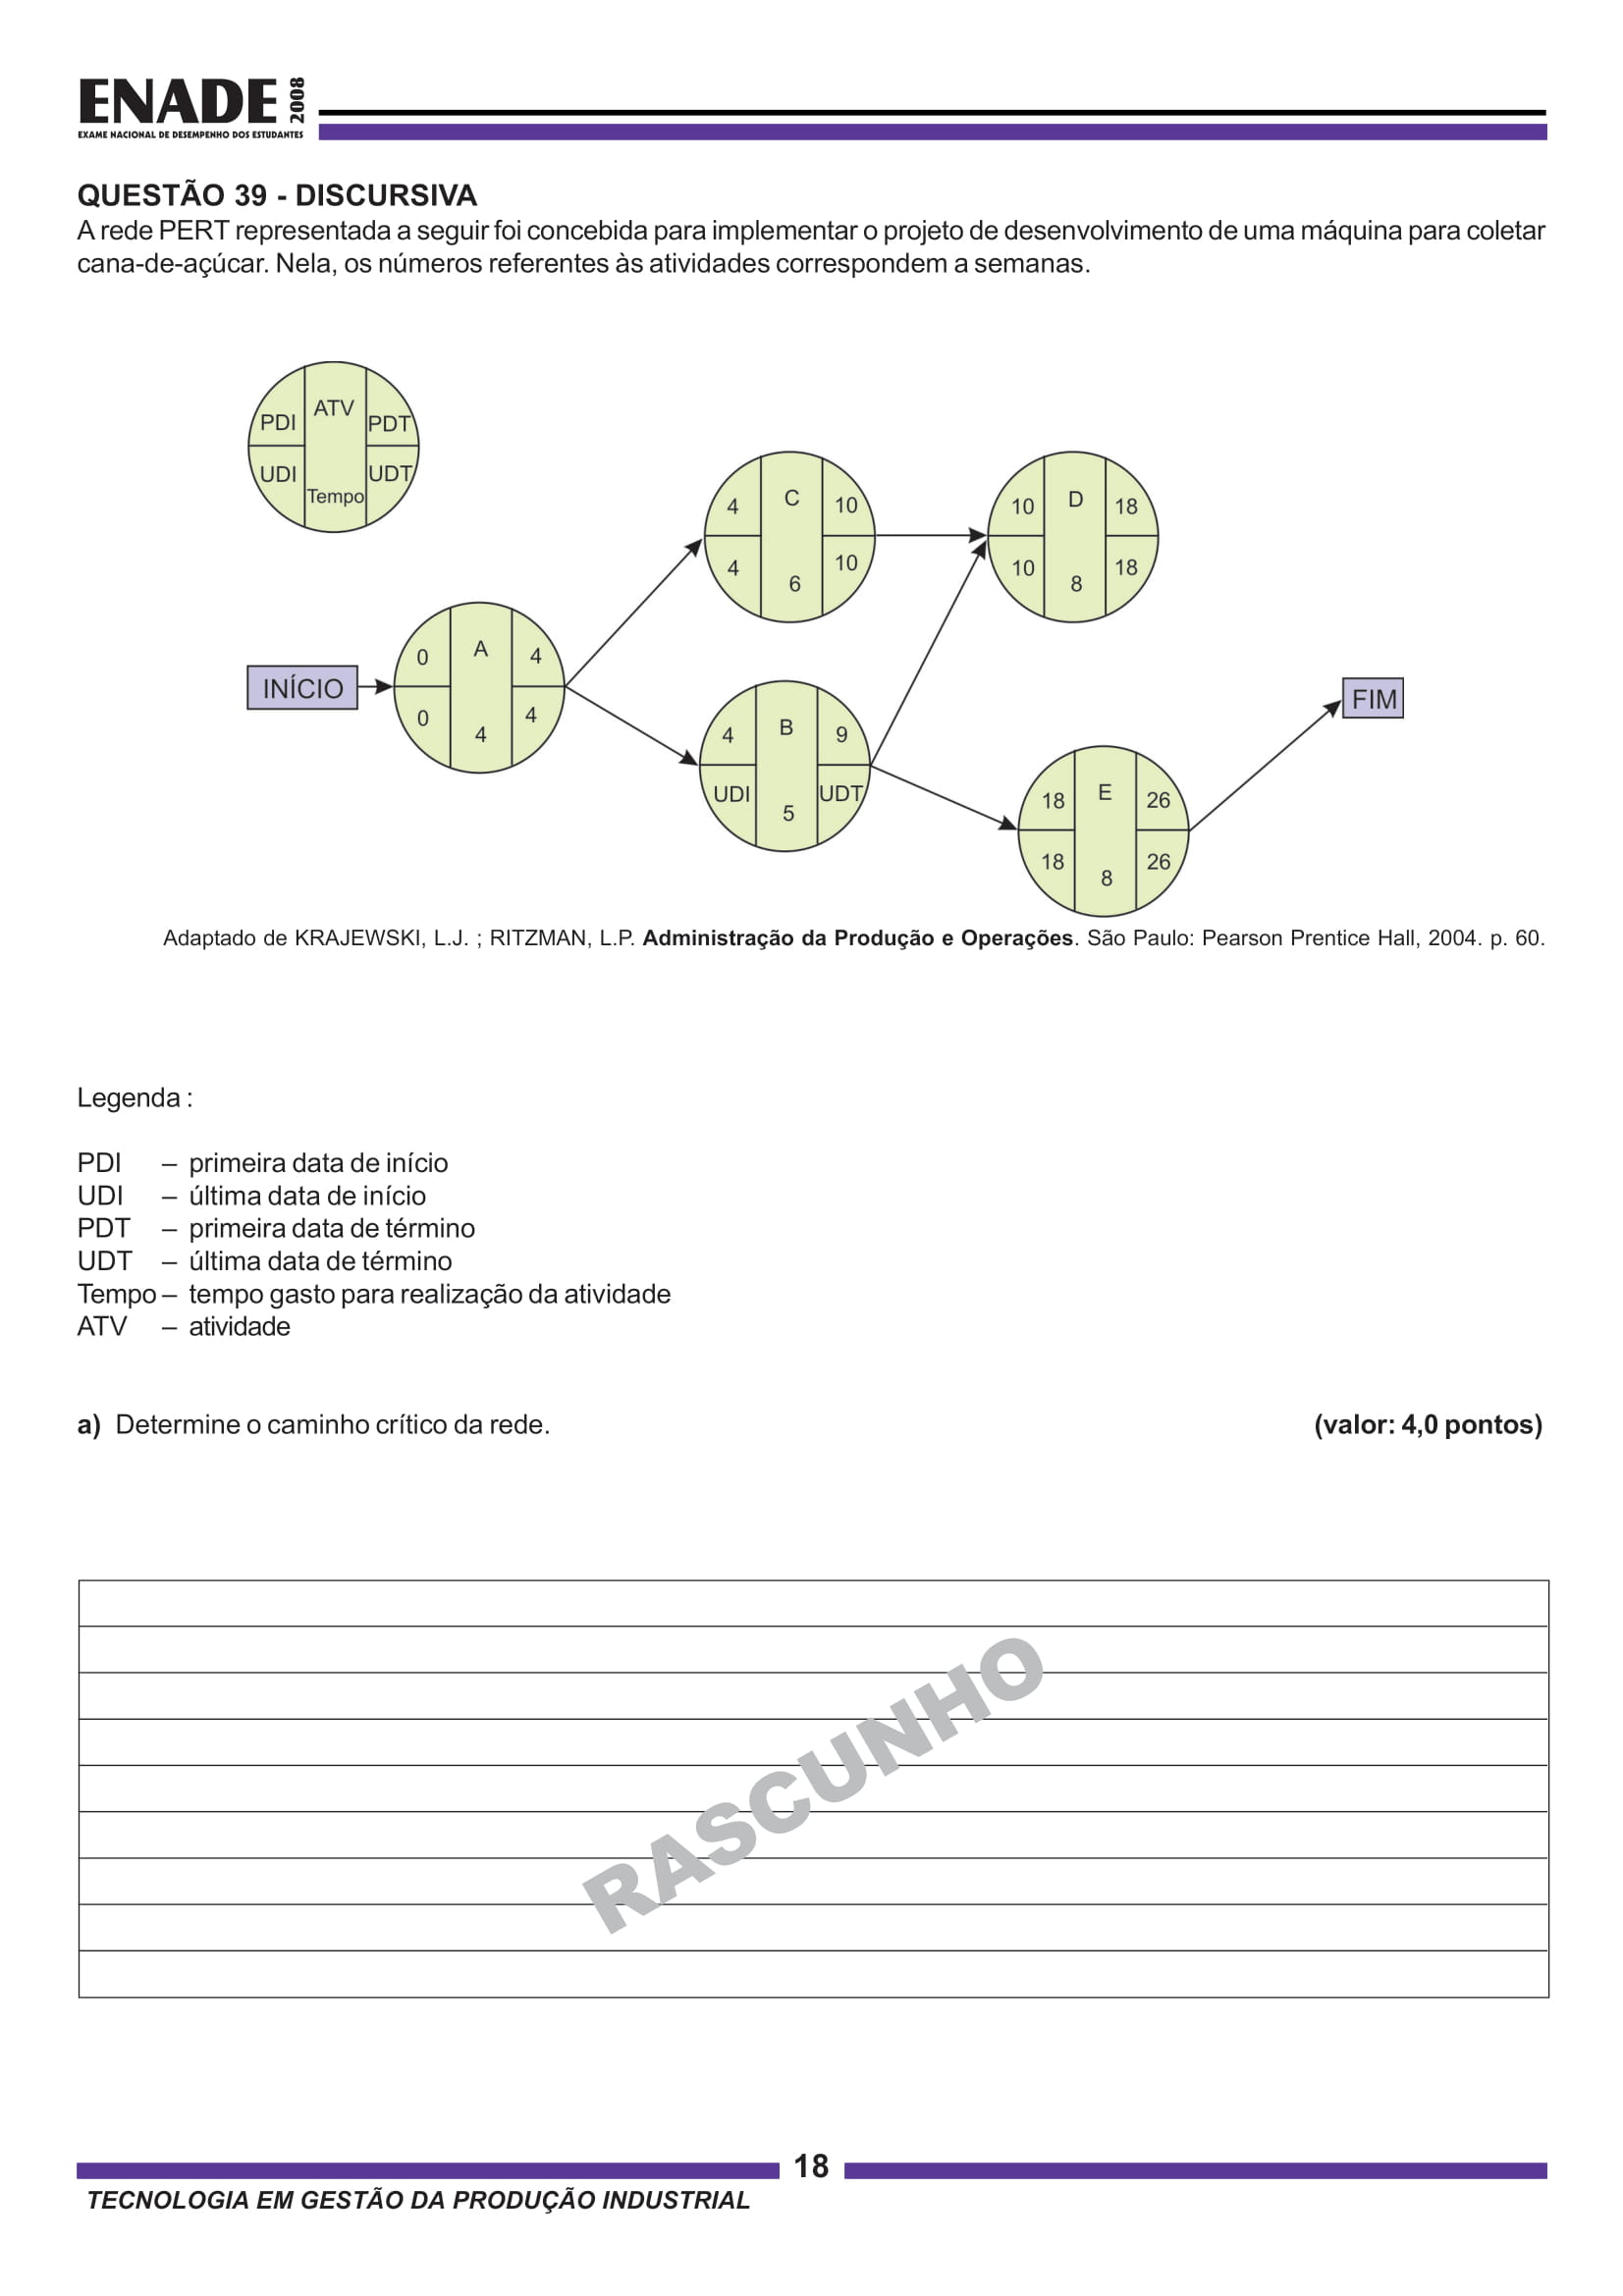 ENADE 2008
EXAME NACIONAL DE DESEMPENHO DOS ESTUDANTES
QUESTÃO 39 - DISCURSIVA
A rede PERT representada a seguir foi concebida para implementar o projeto de desenvolvimento de uma máquina para coletar
cana-de-açúcar. Nela, os números referentes às atividades correspondem a semanas.
PDI ATV PDT
UDI Tempo UDT
4 C 10
4 6 10
10 D 18
10 8 18
INÍCIO
0 A 4
0 4 4
4 B 9
UDI 5 UDT
18 E 26
18 8 26
FIM
Adaptado de KRAJEWSKI, L.J. ; RITZMAN, L.P. Administração da Produção e Operações. São Paulo: Pearson Prentice Hall, 2004. p. 60.
Legenda :
PDI – primeira data de início
UDI – última data de início
PDT – primeira data de término
UDT – última data de término
Tempo – tempo gasto para realização da atividade
ATV – atividade
a) Determine o caminho crítico da rede. (valor: 4,0 pontos)
RASCUNHO
18
TECNOLOGIA EM GESTÃO DA PRODUÇÃO INDUSTRIAL